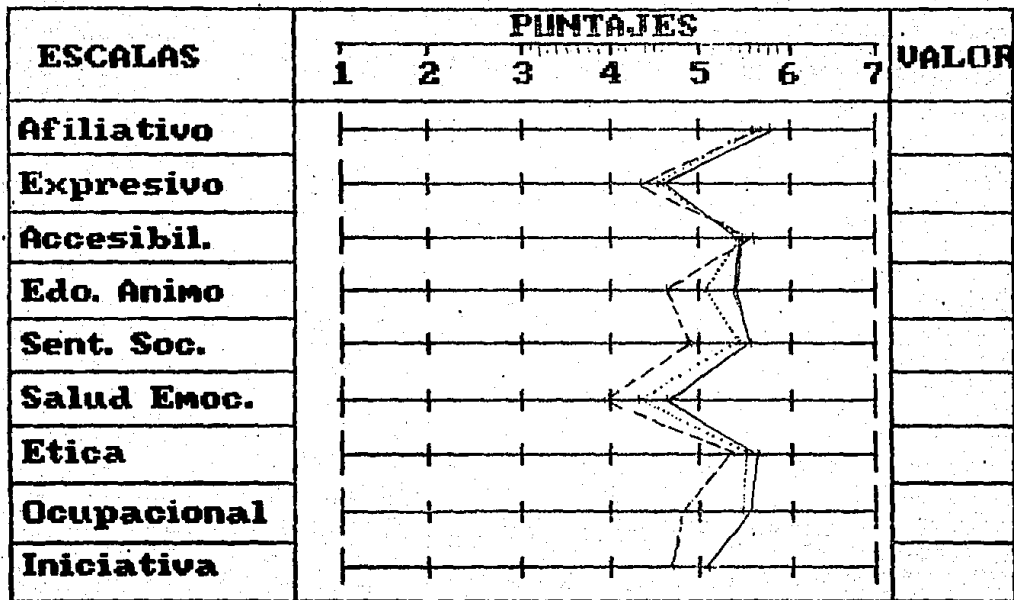 PUNTAJES
ESCALAS
1 2 3 4 5 6 7
VALOR
Afiliativo
Expresivo
Accesibil.
Edo. Animo
Sent. Soc.
Salud Emoc.
Etica
Ocupacional
Iniciativa